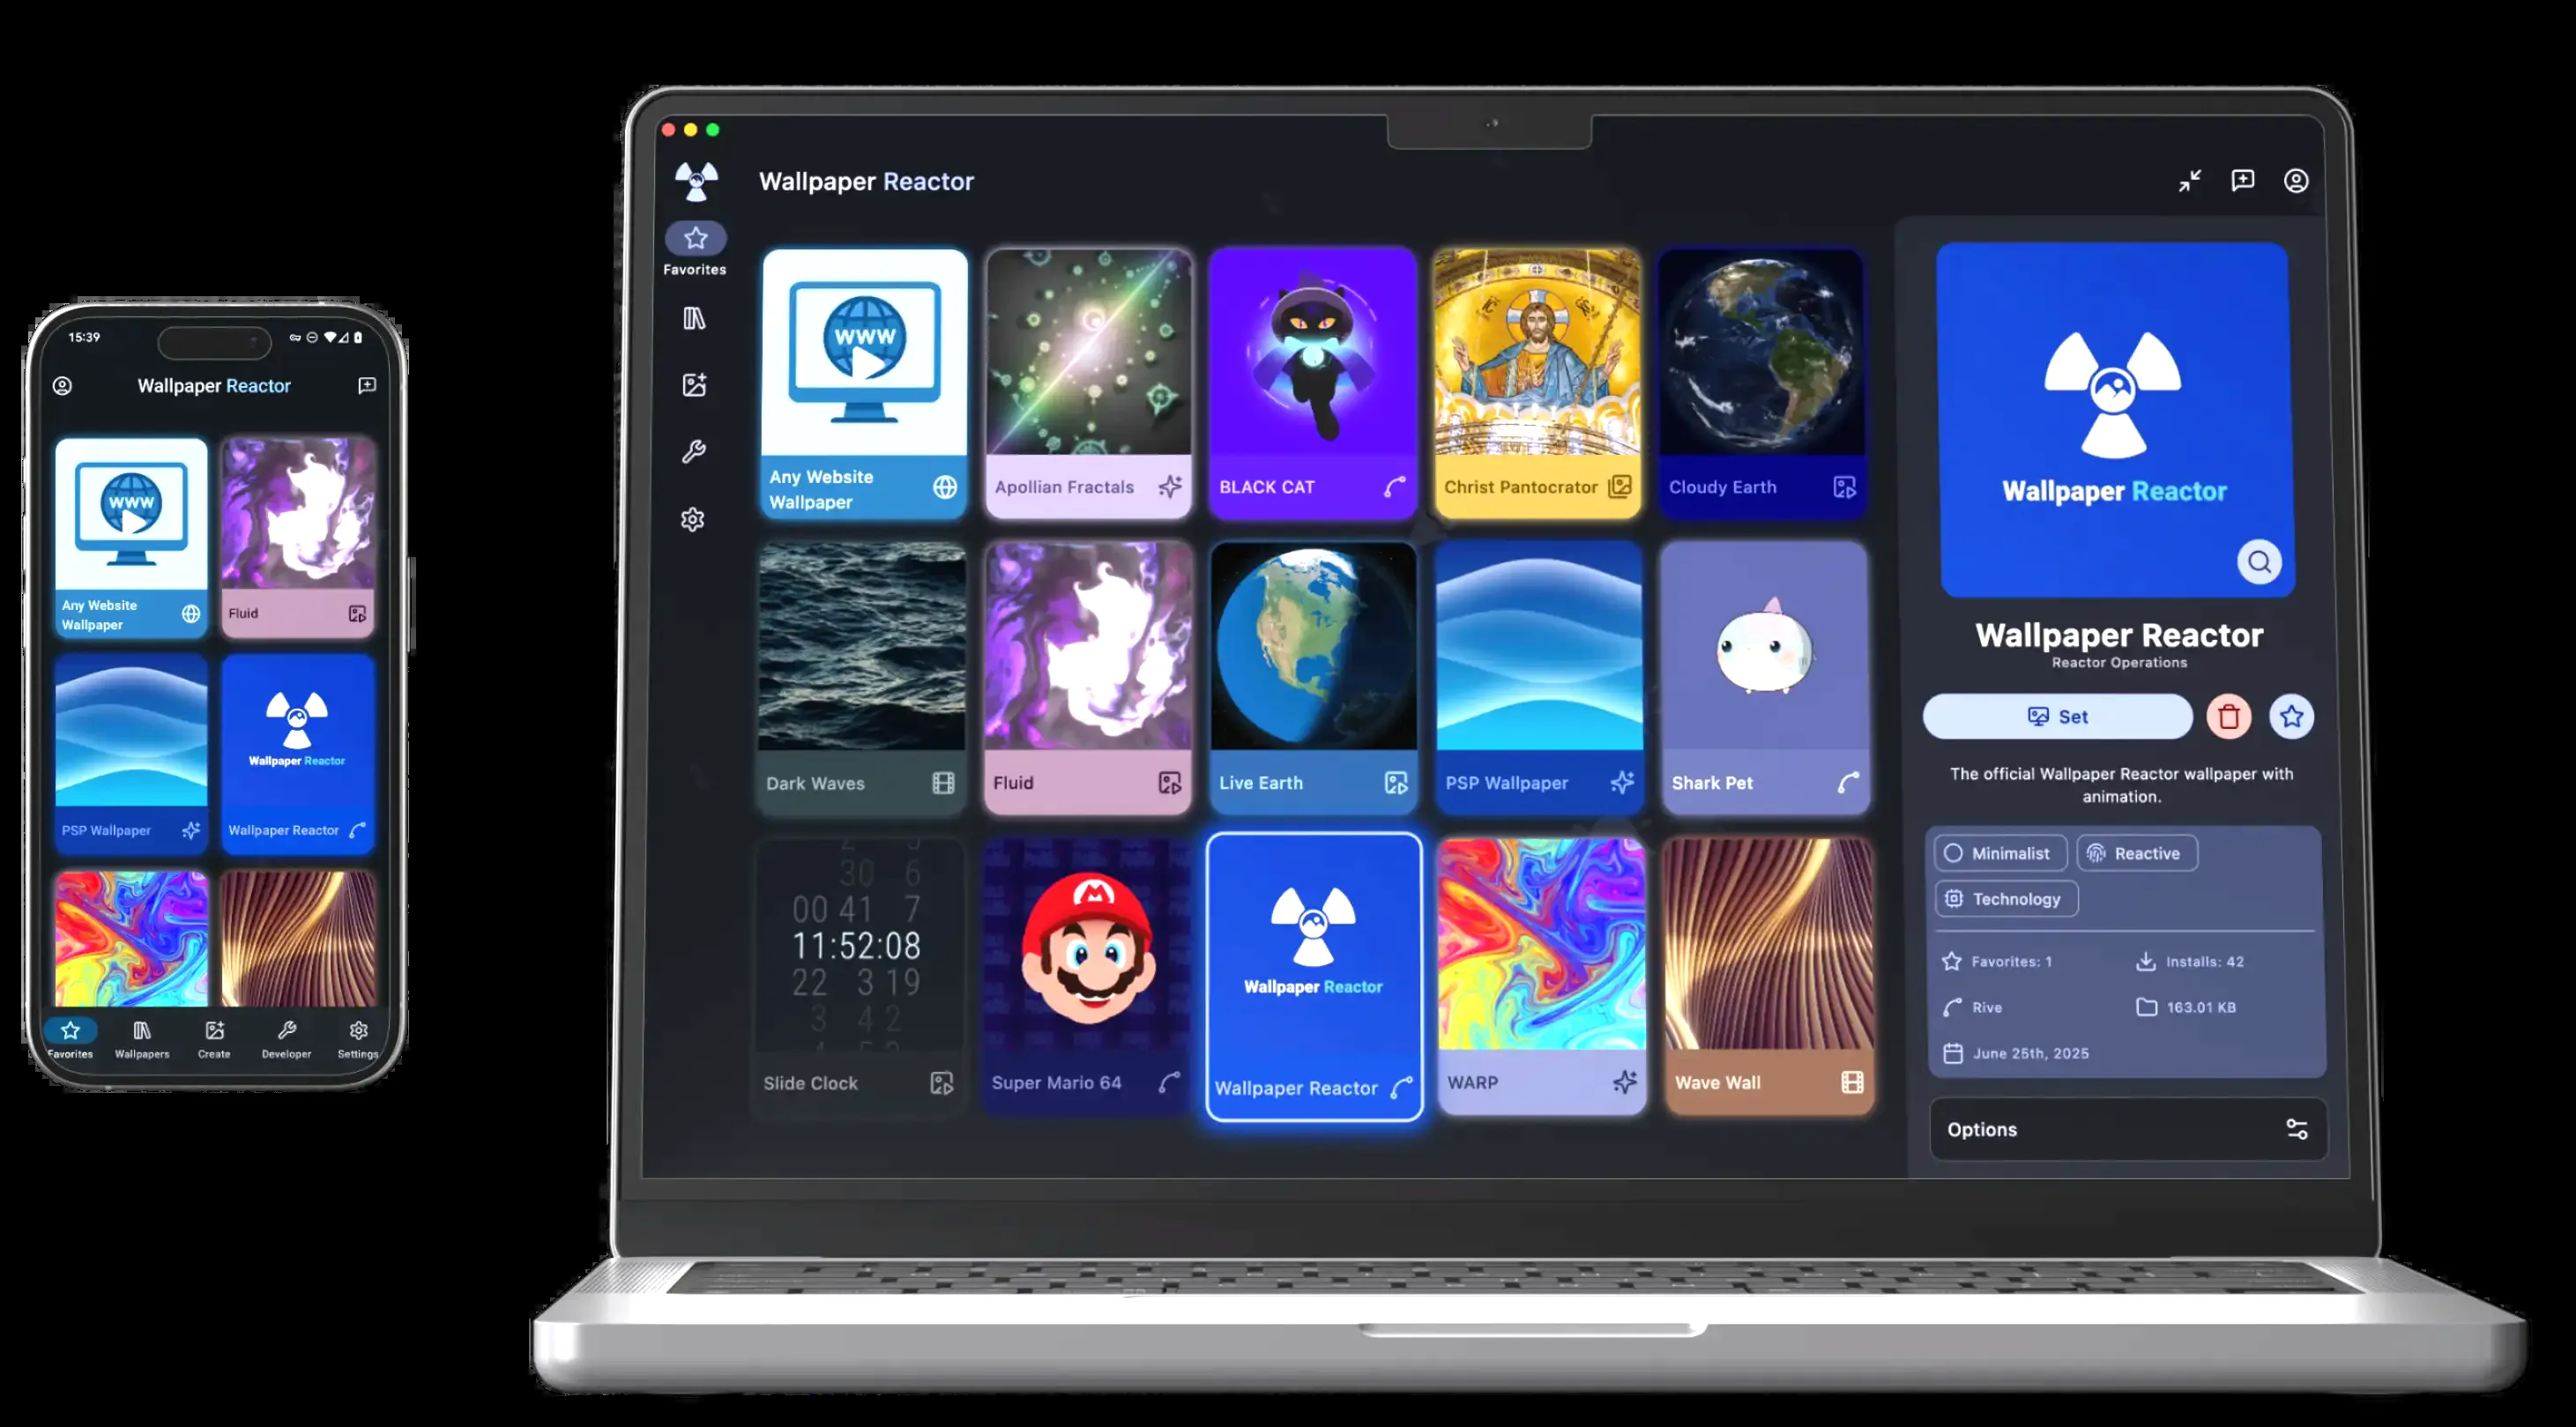 15:39
Wallpaper Reactor
WWW
Any Website
Wallpaper
Fluid
Wallpaper Reactor
PSP Wallpaper
Wallpaper Reactor
Favorites
Wallpapers
Create
Developer
Settings
Wallpaper Reactor
Favorites
WWW
Any Website
Wallpaper
Apollian Fractals
BLACK CAT
Christ Pantocrator
Cloudy Earth
Dark Waves
Fluid
Live Earth
PSP Wallpaper
Shark Pet
30 6
00 41 7
11:52:08
22 3 19
3 42
Slide Clock
M
Super Mario 64
Wallpaper Reactor
Wallpaper Reactor
WARP
Wave Wall
Wallpaper Reactor
Wallpaper Reactor
Reactor Operations
Set
The official Wallpaper Reactor wallpaper with
animation.
Minimalist
Reactive
Technology
Favorites: 1
Installs: 42
Rive
163.01 KB
June 25th, 2025
Options